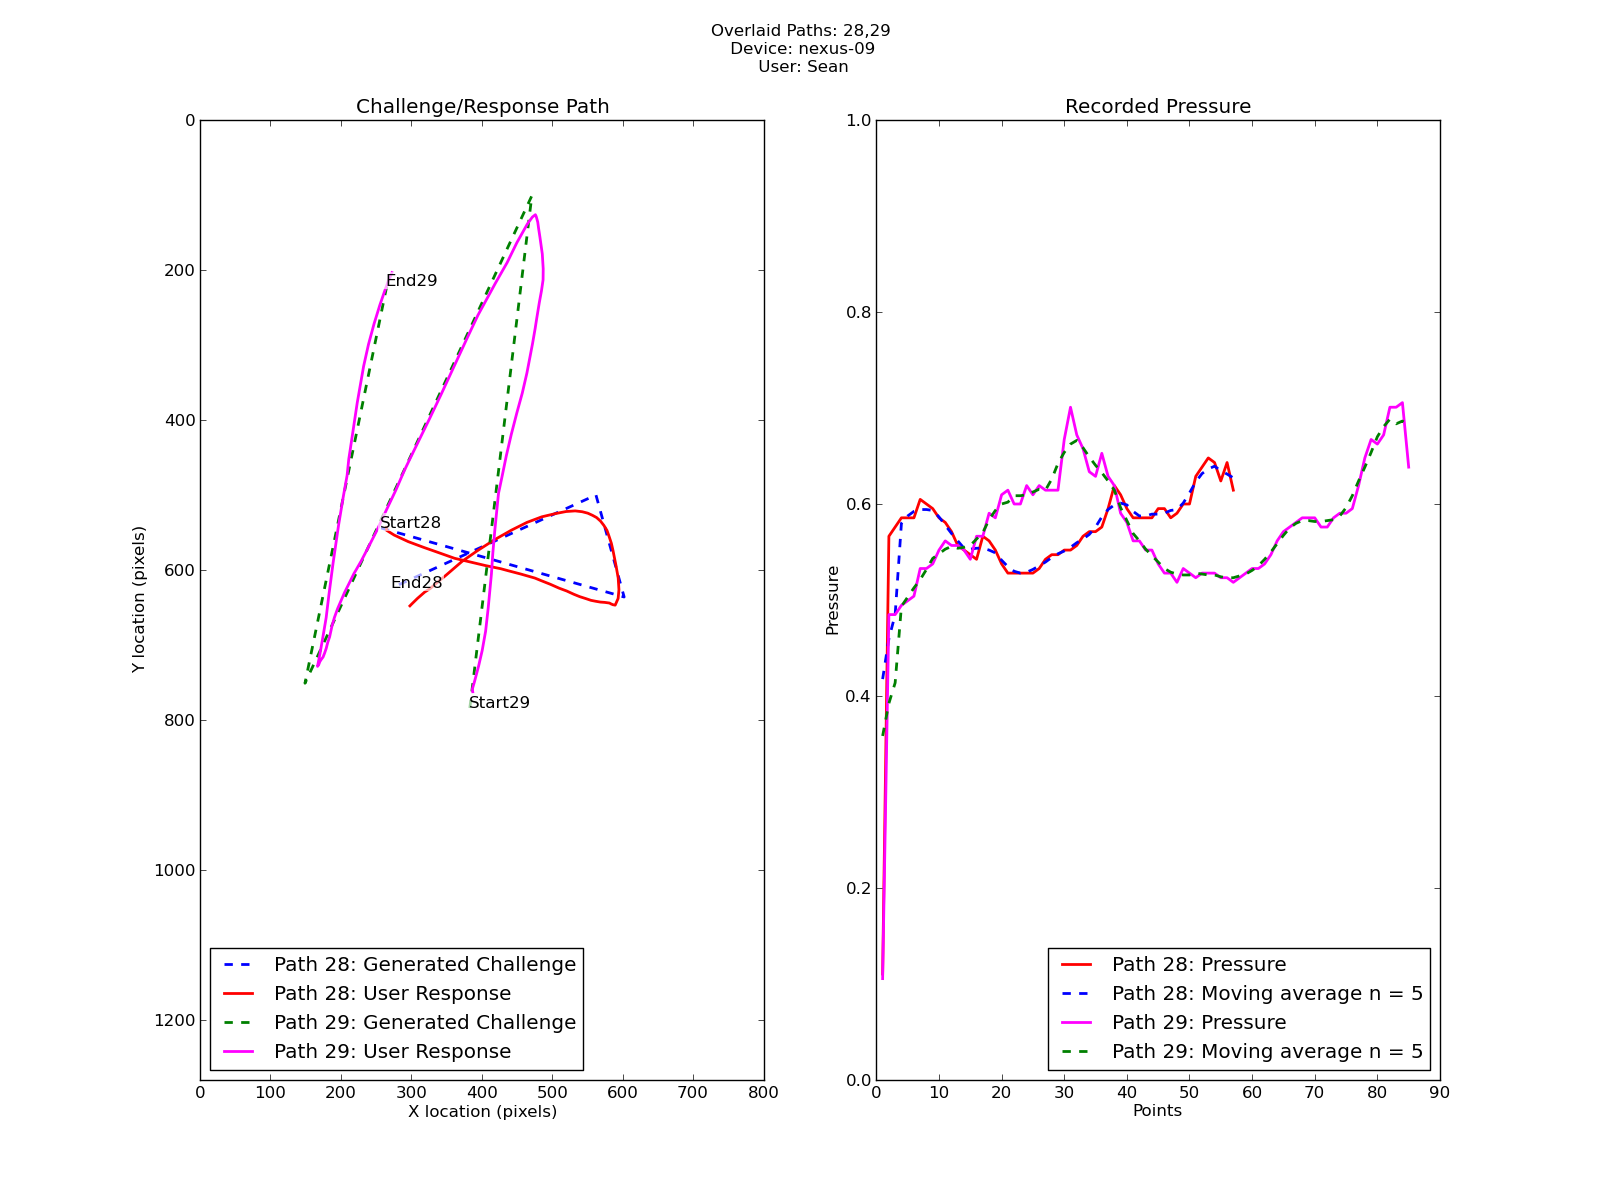 Overlaid Paths: 28,29
Device: nexus-09
User: Sean
Challenge/Response Path
0
200
400
600
800
1000
1200
Y location (pixels)
End29
Start28
End28
Start29
Path 28: Generated Challenge
Path 28: User Response
Path 29: Generated Challenge
Path 29: User Response
0 100 200 300 400 500 600 700 800
X location (pixels)
Recorded Pressure
1.0
0.8
0.6
0.4
0.2
0.0
Pressure
Path 28: Pressure
Path 28: Moving average n = 5
Path 29: Pressure
Path 29: Moving average n = 5
0 10 20 30 40 50 60 70 80 90
Points